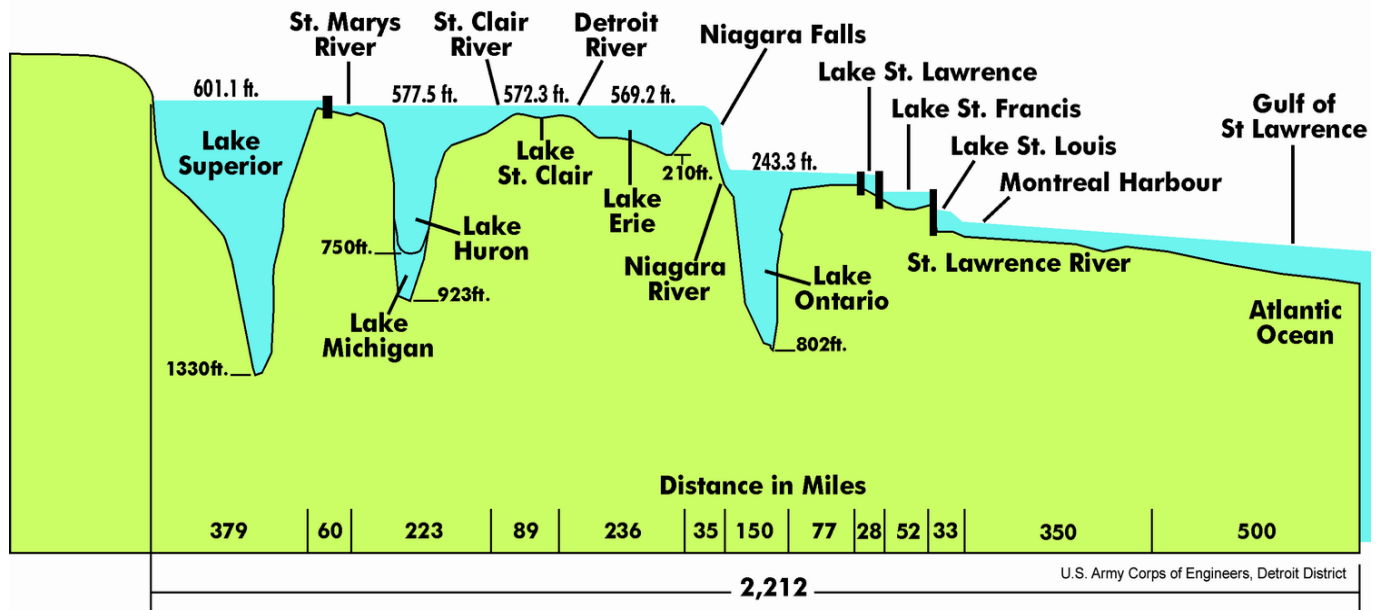 St. Marys
River
St. Clair
River
Detroit
River
Niagara Falls
Lake St. Lawrence
Lake St. Francis
Lake St. Louis
Montreal Harbour
Gulf of
St Lawrence
601.1 ft.
577.5 ft.
572.3 ft.
569.2 ft.
243.3 ft.
Lake
Superior
Lake
St. Clair
210ft.
Lake
Erie
Lake
Huron
750ft.
Niagara
River
Lake
Ontario
St. Lawrence River
923ft.
Lake
Michigan
802ft.
1330ft.
Atlantic
Ocean
Distance in Miles
379 60 223 89 236 35 150 77 28 52 33 350 500
U.S. Army Corps of Engineers, Detroit District
2,212